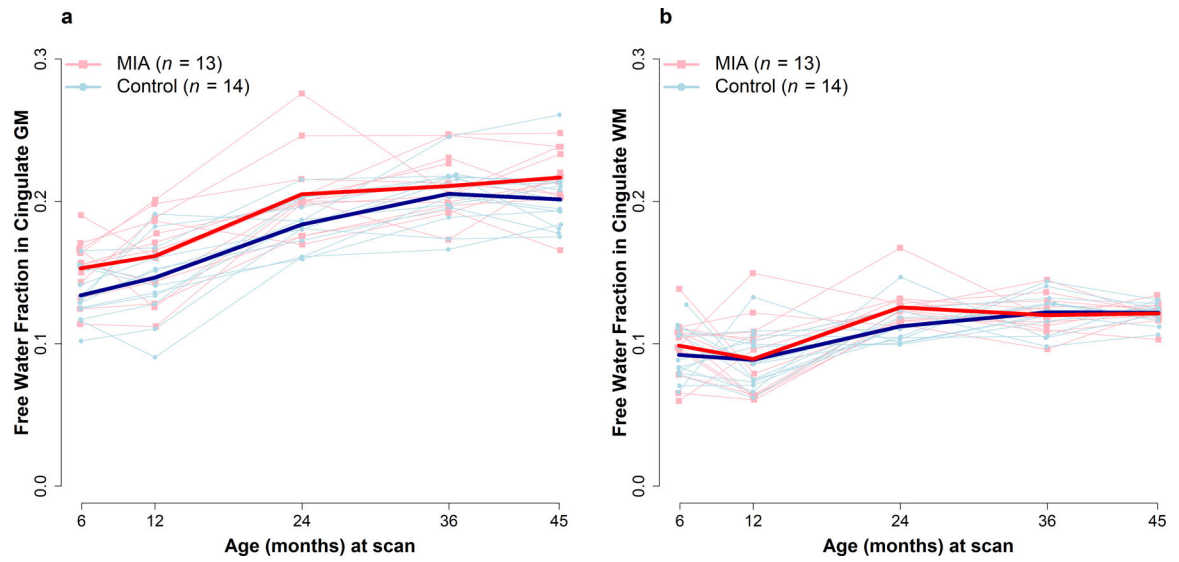 a
Free Water Fraction in Cingulate GM
0.3
0.2
0.1
0.0
MIA (n = 13)
Control (n = 14)
6 12 24 36 45
Age (months) at scan
b
Free Water Fraction in Cingulate WM
0.3
0.2
0.1
0.0
MIA (n = 13)
Control (n = 14)
6 12 24 36 45
Age (months) at scan